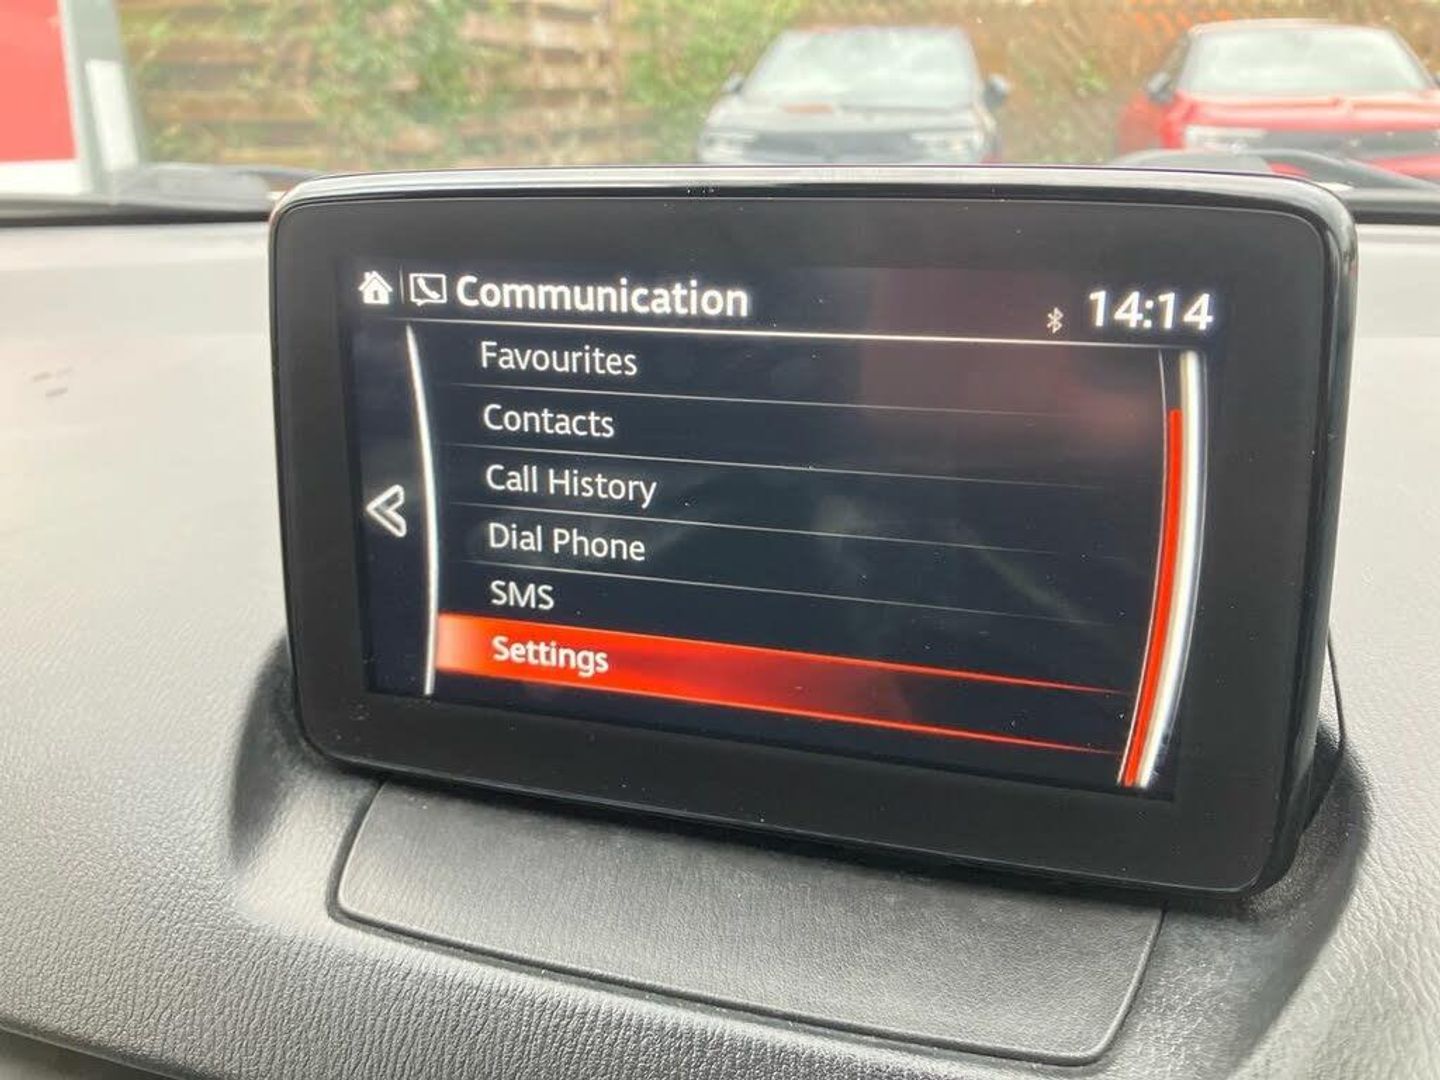 Communication 14:14
Favourites
Contacts
Call History
Dial Phone
SMS
Settings